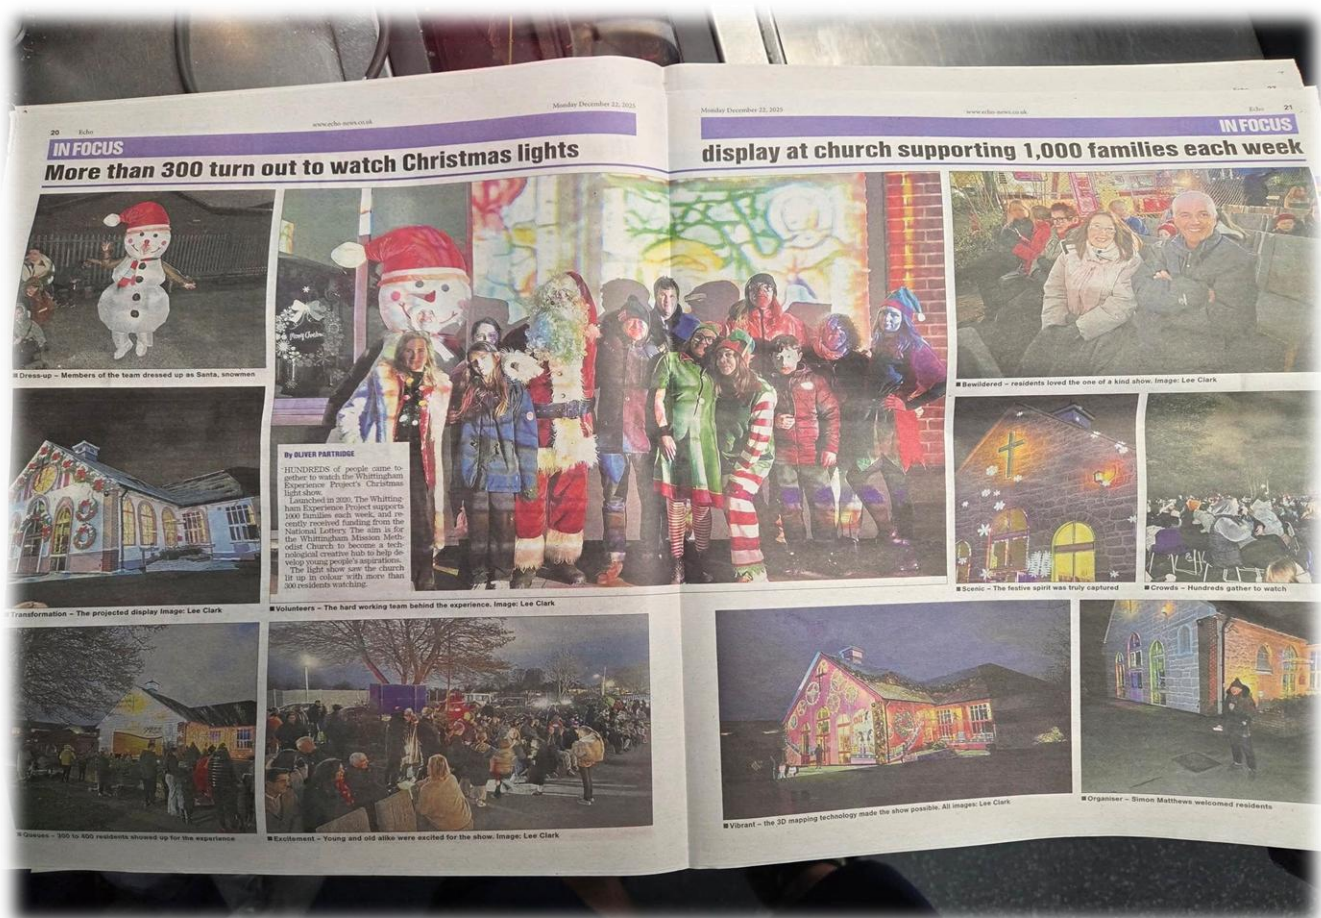 20 Echo
www.echo-news.co.uk
Monday December 22, 2025
IN FOCUS
More than 300 turn out to watch Christmas lights
Monday December 22, 2025
www.echo-news.co.uk
Echo 21
IN FOCUS
display at church supporting 1,000 families each week
■ Dress-up – Members of the team dressed up as Santa, snowmen
Merry Christmas
■ Bewildered – residents loved the one of a kind show. Image: Lee Clark
By OLIVER PARTRIDGE
HUNDREDS of people came to-
gether to watch the Whittingham
Experience Project's Christmas
light show.
Launched in 2020, The Whitting-
ham Experience Project supports
1000 families each week, and re-
cently received funding from the
National Lottery. The aim is for
the Whittingham Mission Meth-
odist Church to become a tech-
nological creative hub to help de-
velop young people's aspirations.
The light show saw the church
lit up in colour with more than
300 residents watching.
■ Transformation – The projected display Image: Lee Clark
■ Volunteers – The hard working team behind the experience. Image: Lee Clark
■ Scenic – The festive spirit was truly captured
■ Crowds – Hundreds gather to watch
■ Queues – 300 to 400 residents showed up for the experience
■ Excitement – Young and old alike were excited for the show. Image: Lee Clark
■ Vibrant – the 3D mapping technology made the show possible. All images: Lee Clark
■ Organiser – Simon Matthews welcomed residents